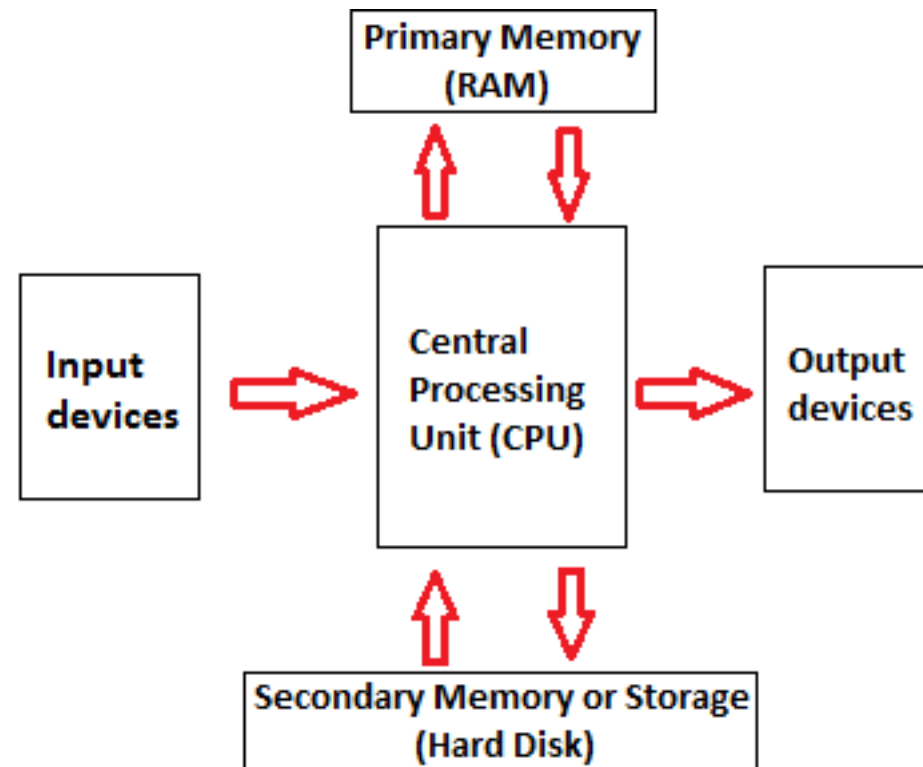 Primary Memory
(RAM)
Input
devices
Central
Processing
Unit (CPU)
Output
devices
Secondary Memory or Storage
(Hard Disk)